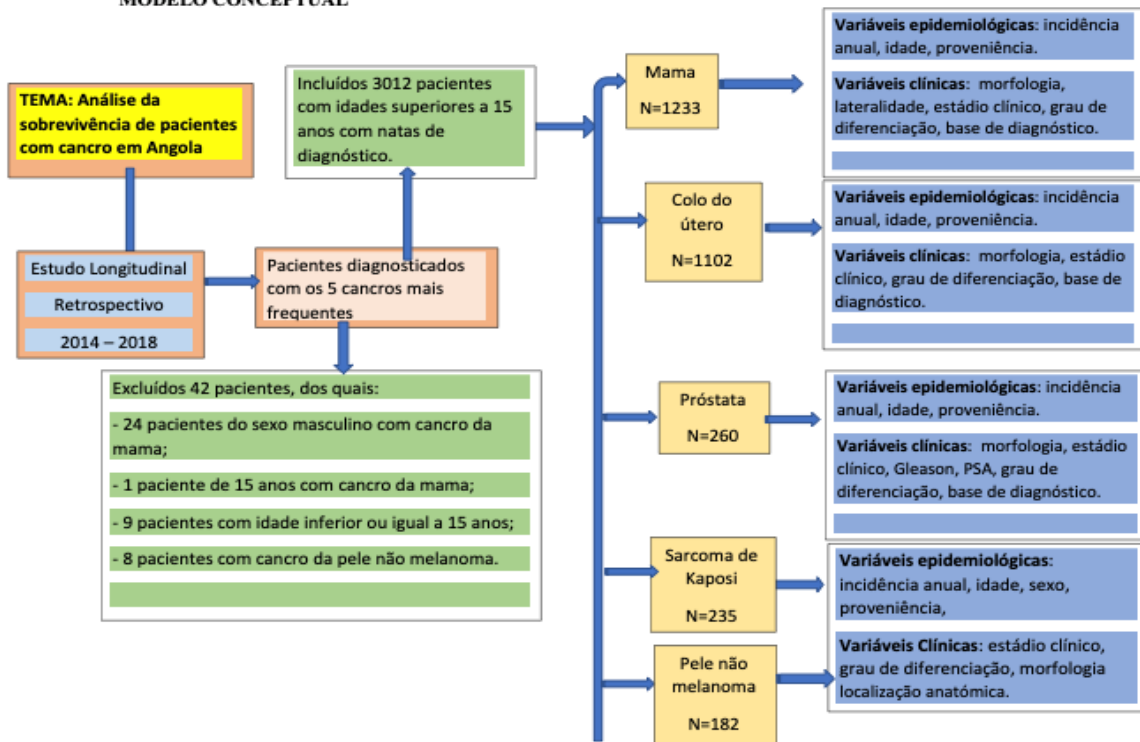 MODELO CONCEPTUAL
TEMA: Análise da
sobrevivência de pacientes
com cancro em Angola
Estudo Longitudinal
Retrospectivo
2014 – 2018
Incluídos 3012 pacientes
com idades superiores a 15
anos com natas de
diagnóstico.
Pacientes diagnosticados
com os 5 cancros mais
frequentes
Excluídos 42 pacientes, dos quais:
- 24 pacientes do sexo masculino com cancro da
mama;
- 1 paciente de 15 anos com cancro da mama;
- 9 pacientes com idade inferior ou igual a 15 anos;
- 8 pacientes com cancro da pele não melanoma.
Mama
N=1233
Variáveis epidemiológicas: incidência
anual, idade, proveniência.
Variáveis clínicas: morfologia,
lateralidade, estádio clínico, grau de
diferenciação, base de diagnóstico.
Colo do
útero
N=1102
Variáveis epidemiológicas: incidência
anual, idade, proveniência.
Variáveis clínicas: morfologia, estádio
clínico, grau de diferenciação, base de
diagnóstico.
Próstata
N=260
Variáveis epidemiológicas: incidência
anual, idade, proveniência.
Variáveis clínicas: morfologia, estádio
clínico, Gleason, PSA, grau de
diferenciação, base de diagnóstico.
Sarcoma de
Kaposi
N=235
Variáveis epidemiológicas:
incidência anual, idade, sexo,
proveniência,
Variáveis Clínicas: estádio clínico,
grau de diferenciação, morfologia
localização anatómica.
Pele não
melanoma
N=182